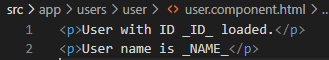 src > app > users > user > <> user.component.html > ...
1 <p>User with ID _ID_ loaded.</p>
2 <p>User name is _NAME_</p>